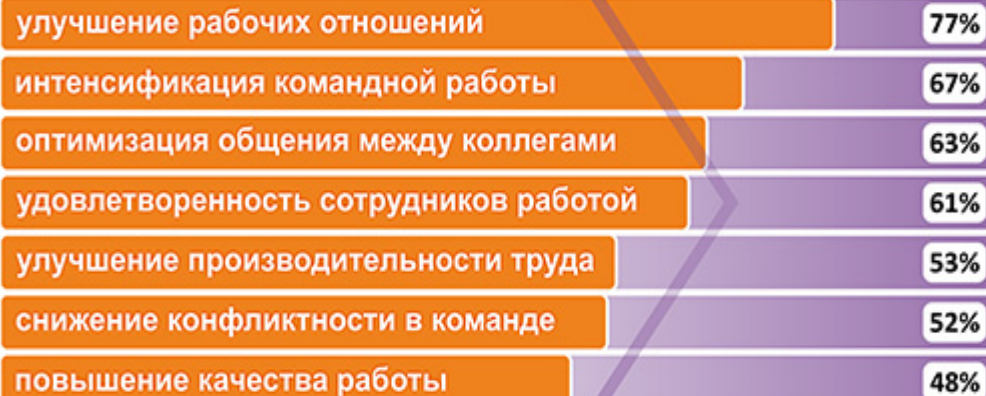 улучшение рабочих отношений 77%
интенсификация командной работы 67%
оптимизация общения между коллегами 63%
удовлетворенность сотрудников работой 61%
улучшение производительности труда 53%
снижение конфликтности в команде 52%
повышение качества работы 48%